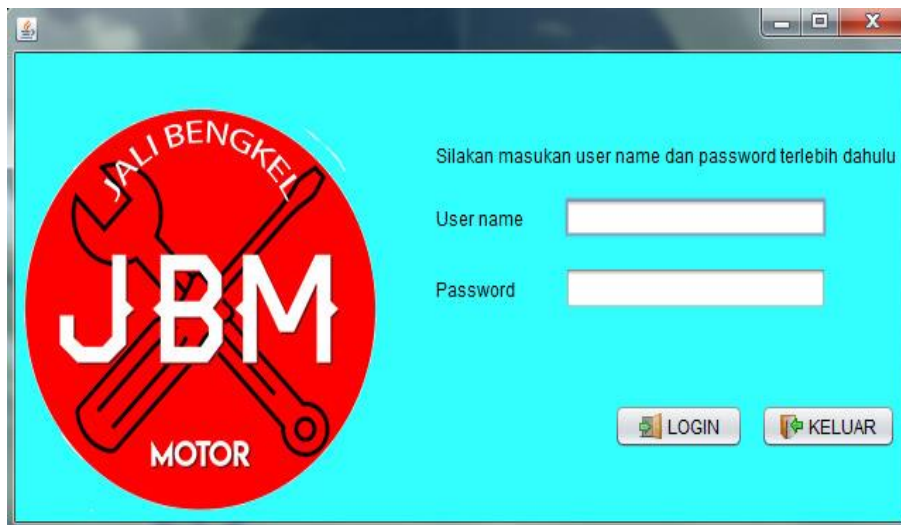 JALI BENGKEL
JBM
MOTOR
Silakan masukan user name dan password terlebih dahulu
User name
Password
LOGIN
KELUAR